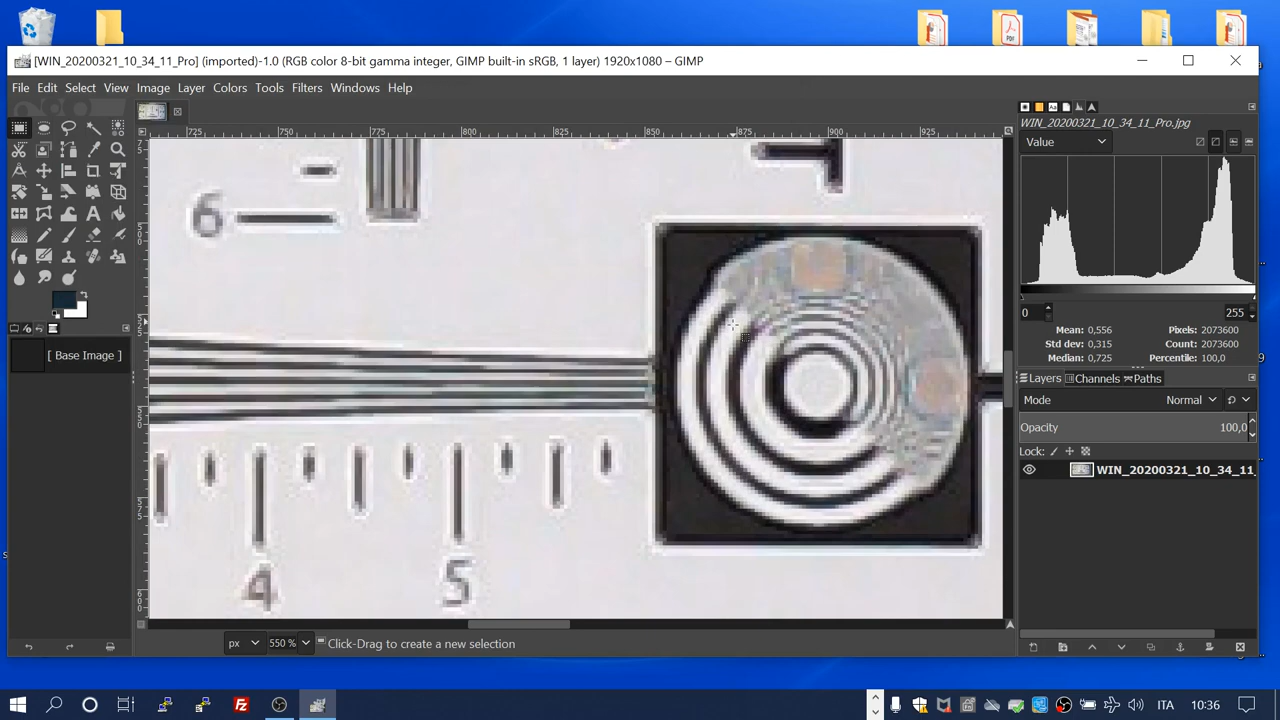 [WIN_20200321_10_34_11_Pro] (imported)-1.0 (RGB color 8-bit gamma integer, GIMP built-in sRGB, 1 layer) 1920x1080 – GIMP
File Edit Select View Image Layer Colors Tools Filters Windows Help
725 750 775 800 825 850 875 900 925
WIN_20200321_10_34_11_Pro.jpg
Value
6
0 255
Mean: 0,556 Pixels: 2073600
Std dev: 0,315 Count: 2073600
Median: 0,725 Percentile: 100,0
[ Base Image ]
Layers Channels Paths
Mode Normal
Opacity 100,0
Lock:
WIN_20200321_10_34_11_
4 5
px 550 % Click-Drag to create a new selection
PDF
Fz ITA 10:36